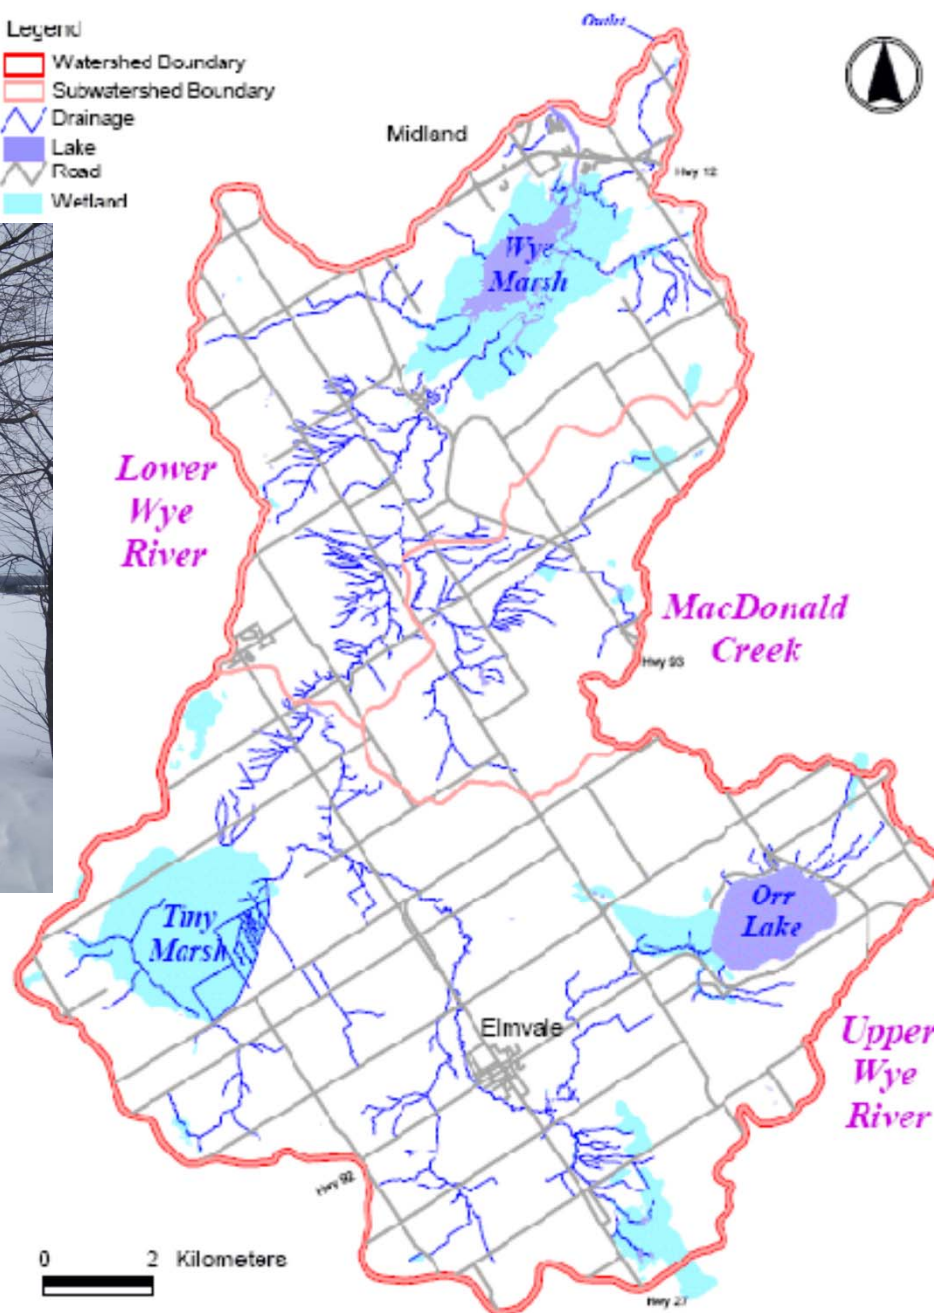 Legend
Watershed Boundary
Subwatershed Boundary
Drainage
Lake
Road
Wetland
Outlet
Midland
Hwy 12
Wye
Marsh
Lower
Wye
River
MacDonald
Creek
Hwy 93
Orr
Lake
Tiny
Marsh
Elmvale
Upper
Wye
River
Hwy 92
0 2 Kilometers
Hwy 27